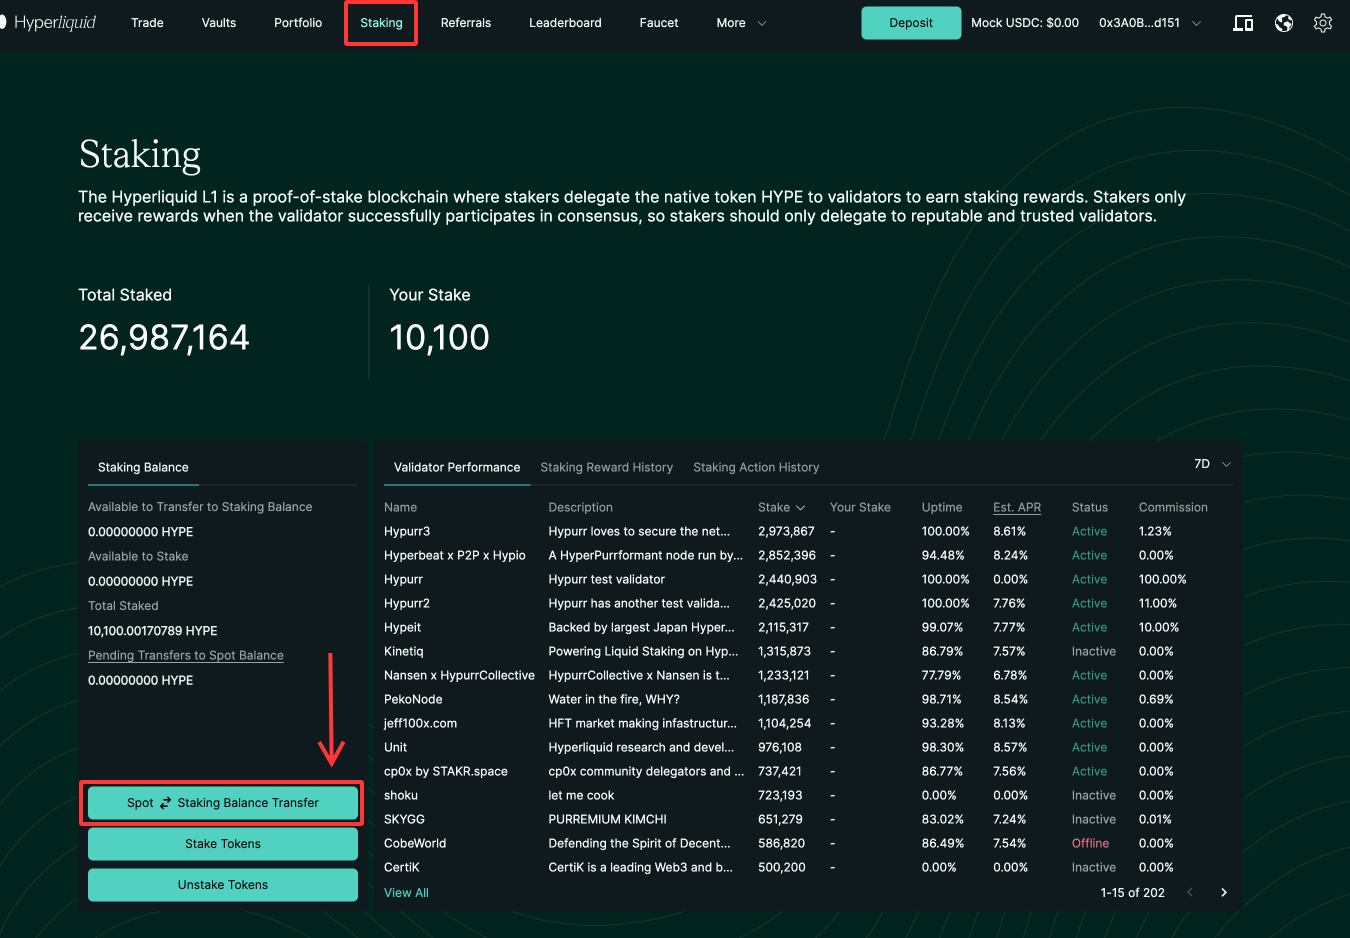 Hyperliquid Trade Vaults Portfolio Staking Referrals Leaderboard Faucet More Deposit Mock USDC: $0.00 0x3A0B...d151
Staking
The Hyperliquid L1 is a proof-of-stake blockchain where stakers delegate the native token HYPE to validators to earn staking rewards. Stakers only
receive rewards when the validator successfully participates in consensus, so stakers should only delegate to reputable and trusted validators.
Total Staked
26,987,164
Your Stake
10,100
Staking Balance
Available to Transfer to Staking Balance
0.00000000 HYPE
Available to Stake
0.00000000 HYPE
Total Staked
10,100.00170789 HYPE
Pending Transfers to Spot Balance
0.00000000 HYPE
Spot Staking Balance Transfer
Stake Tokens
Unstake Tokens
Validator Performance Staking Reward History Staking Action History 7D
Name Description Stake Your Stake Uptime Est. APR Status Commission
Hypurr3 Hypurr loves to secure the net... 2,973,867 - 100.00% 8.61% Active 1.23%
Hyperbeat x P2P x Hypio A HyperPurrformant node run by... 2,852,396 - 94.48% 8.24% Active 0.00%
Hypurr Hypurr test validator 2,440,903 - 100.00% 0.00% Active 100.00%
Hypurr2 Hypurr has another test valida... 2,425,020 - 100.00% 7.76% Active 11.00%
Hypeit Backed by largest Japan Hyper... 2,115,317 - 99.07% 7.77% Active 10.00%
Kinetiq Powering Liquid Staking on Hyp... 1,315,873 - 86.79% 7.57% Inactive 0.00%
Nansen x HypurrCollective HypurrCollective x Nansen is t... 1,233,121 - 77.79% 6.78% Active 0.00%
PekoNode Water in the fire, WHY? 1,187,836 - 98.71% 8.54% Active 0.69%
jeff100x.com HFT market making infastructur... 1,104,254 - 93.28% 8.13% Active 0.00%
Unit Hyperliquid research and devel... 976,108 - 98.30% 8.57% Active 0.00%
cp0x by STAKR.space cp0x community delegators and ... 737,421 - 86.77% 7.56% Active 0.00%
shoku let me cook 723,193 - 0.00% 0.00% Inactive 0.00%
SKYGG PURREMIUM KIMCHI 651,279 - 83.02% 7.24% Inactive 0.01%
CobeWorld Defending the Spirit of Decent... 586,820 - 86.49% 7.54% Offline 0.00%
CertiK CertiK is a leading Web3 and b... 500,200 - 0.00% 0.00% Inactive 0.00%
View All 1-15 of 202